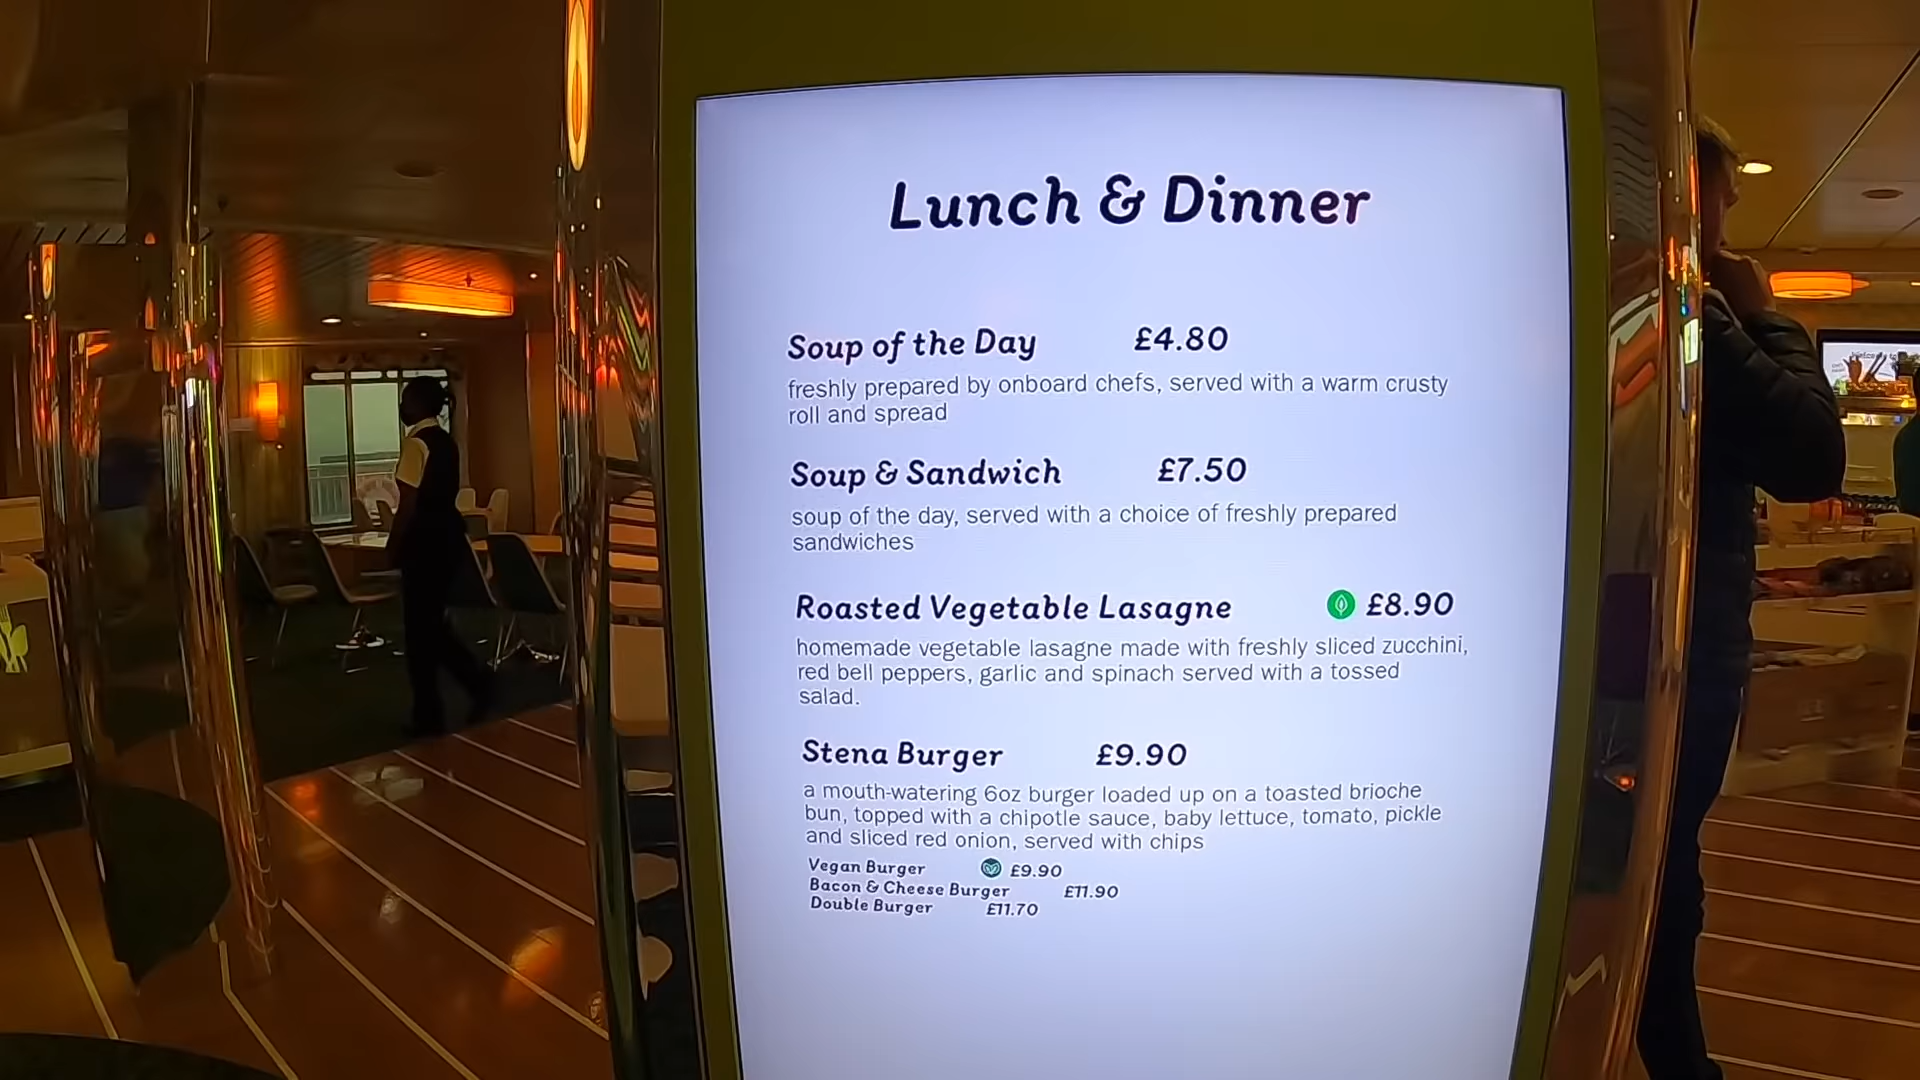 Lunch & Dinner
Soup of the Day £4.80
freshly prepared by onboard chefs, served with a warm crusty
roll and spread
Soup & Sandwich £7.50
soup of the day, served with a choice of freshly prepared
sandwiches
Roasted Vegetable Lasagne £8.90
homemade vegetable lasagne made with freshly sliced zucchini,
red bell peppers, garlic and spinach served with a tossed
salad.
Stena Burger £9.90
a mouth-watering 6oz burger loaded up on a toasted brioche
bun, topped with a chipotle sauce, baby lettuce, tomato, pickle
and sliced red onion, served with chips
Vegan Burger £9.90
Bacon & Cheese Burger £11.90
Double Burger £11.70